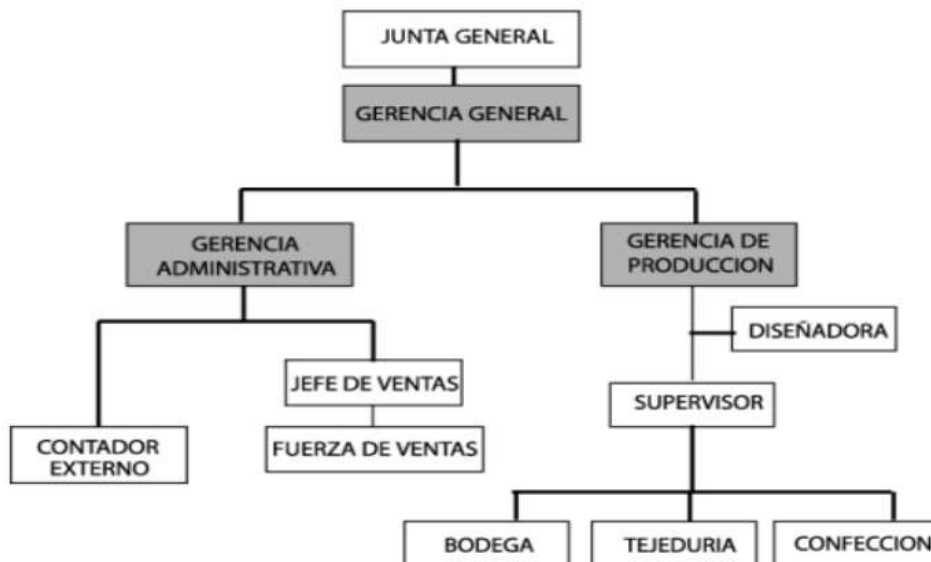 JUNTA GENERAL
GERENCIA GENERAL
GERENCIA
ADMINISTRATIVA
GERENCIA DE
PRODUCCION
DISEÑADORA
JEFE DE VENTAS
SUPERVISOR
CONTADOR
EXTERNO
FUERZA DE VENTAS
BODEGA
TEJEDURIA
CONFECCION